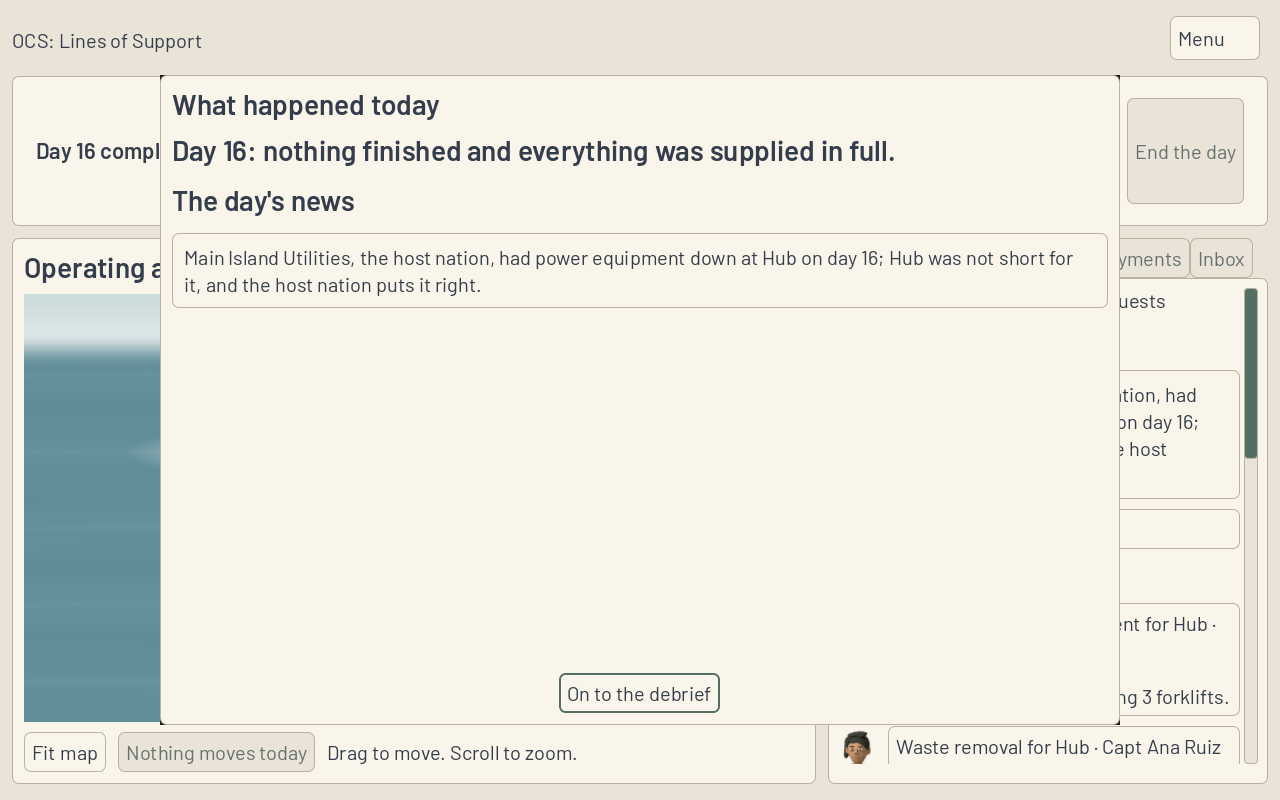 OCS: Lines of Support
Menu
Day 16 compl
What happened today
Day 16: nothing finished and everything was supplied in full.
The day's news
Main Island Utilities, the host nation, had power equipment down at Hub on day 16; Hub was not short for
it, and the host nation puts it right.
On to the debrief
End the day
Operating a
yments
Inbox
uests
ation, had
on day 16;
e host
ent for Hub ·
ng 3 forklifts.
Waste removal for Hub · Capt Ana Ruiz
Fit map
Nothing moves today
Drag to move. Scroll to zoom.